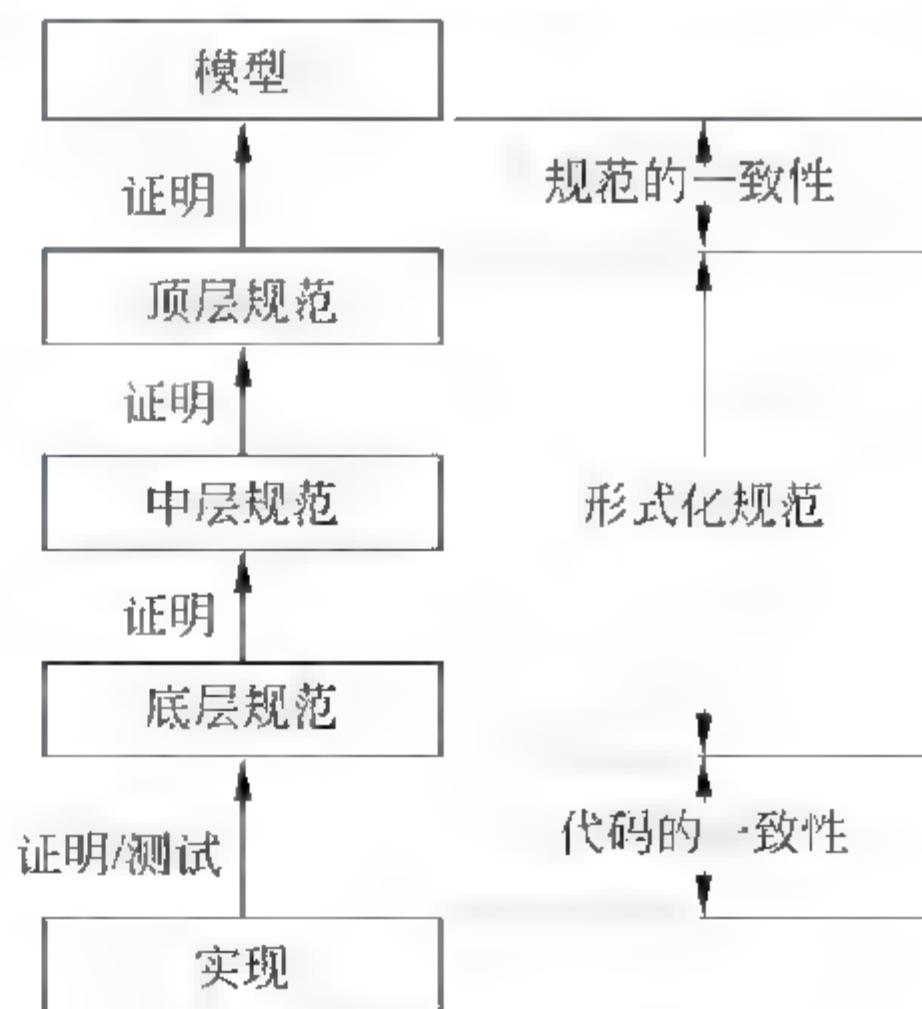 模型
证明
规范的一致性
顶层规范
证明
中层规范
形式化规范
证明
底层规范
证明/测试
代码的一致性
实现